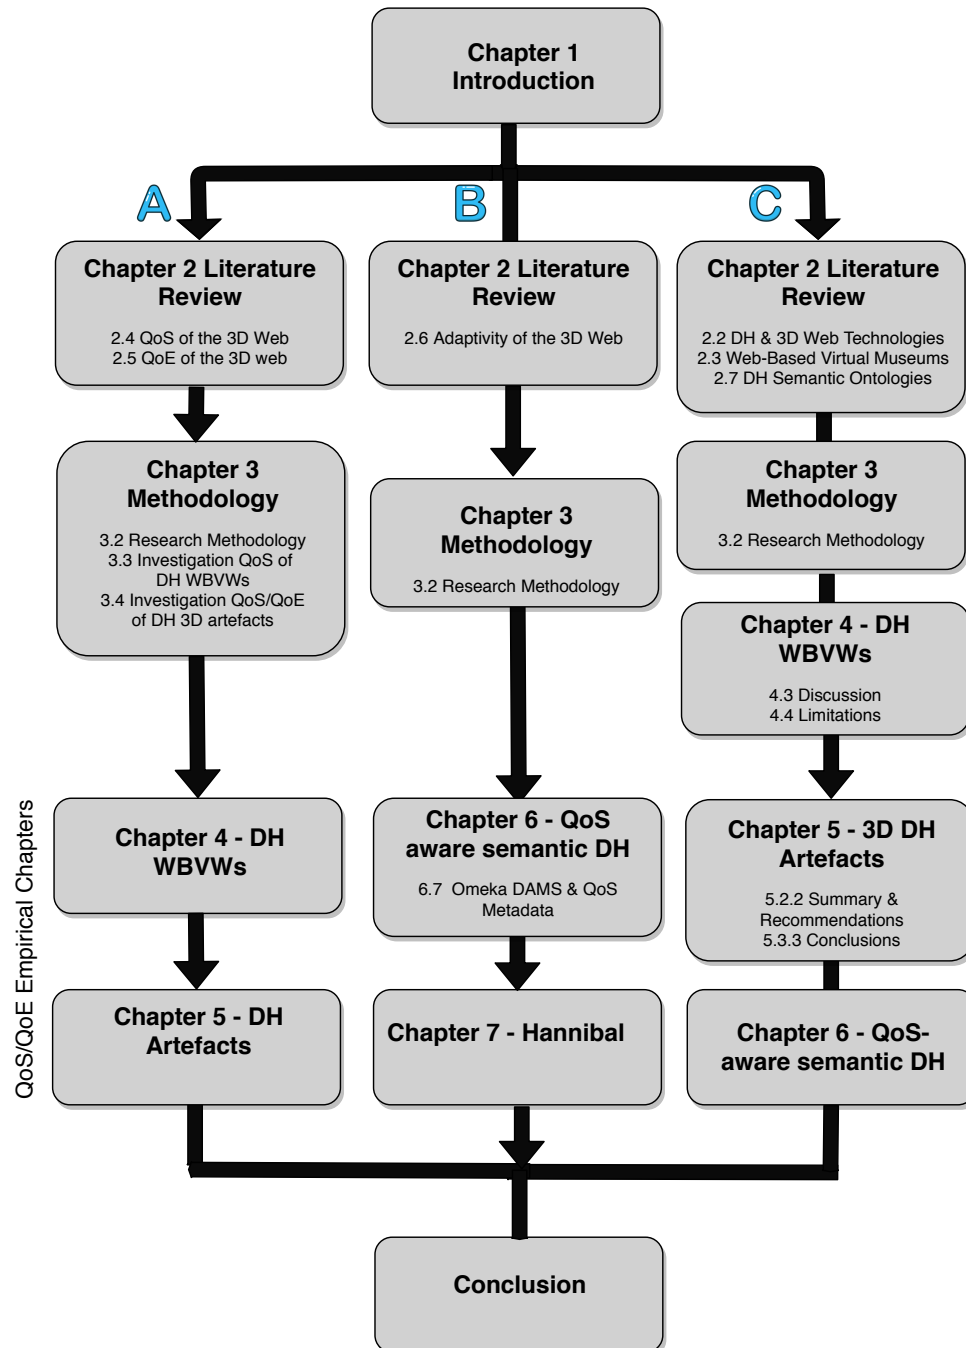 Chapter 1
Introduction
A
B
C
Chapter 2 Literature
Review
2.4 QoS of the 3D Web
2.5 QoE of the 3D web
Chapter 2 Literature
Review
2.6 Adaptivity of the 3D Web
Chapter 2 Literature
Review
2.2 DH & 3D Web Technologies
2.3 Web-Based Virtual Museums
2.7 DH Semantic Ontologies
Chapter 3
Methodology
3.2 Research Methodology
3.3 Investigation QoS of
DH WBVWs
3.4 Investigation QoS/QoE
of DH 3D artefacts
Chapter 3
Methodology
3.2 Research Methodology
Chapter 3
Methodology
3.2 Research Methodology
Chapter 4 - DH
WBVWs
4.3 Discussion
4.4 Limitations
QoS/QoE Empirical Chapters
Chapter 4 - DH
WBVWs
Chapter 6 - QoS
aware semantic DH
6.7 Omeka DAMS & QoS
Metadata
Chapter 5 - 3D DH
Artefacts
5.2.2 Summary &
Recommendations
5.3.3 Conclusions
Chapter 5 - DH
Artefacts
Chapter 7 - Hannibal
Chapter 6 - QoS-
aware semantic DH
Conclusion